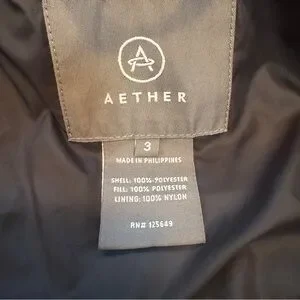 AETHER
3
MADE IN PHILIPPINES
SHELL: 100% POLYESTER
FILL: 100% POLYESTER
LINING: 100% NYLON
RN# 125649